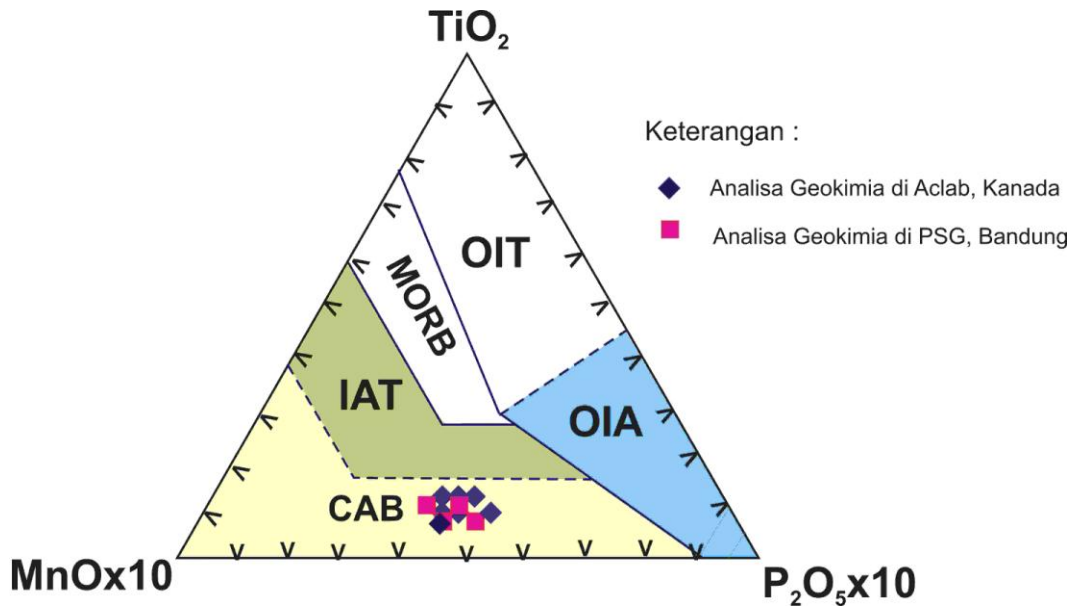 TiO₂
Keterangan :
Analisa Geokimia di Aclab, Kanada
Analisa Geokimia di PSG, Bandung
OIT
MORB
IAT
OIA
CAB
MnOx10
P₂O₅x10